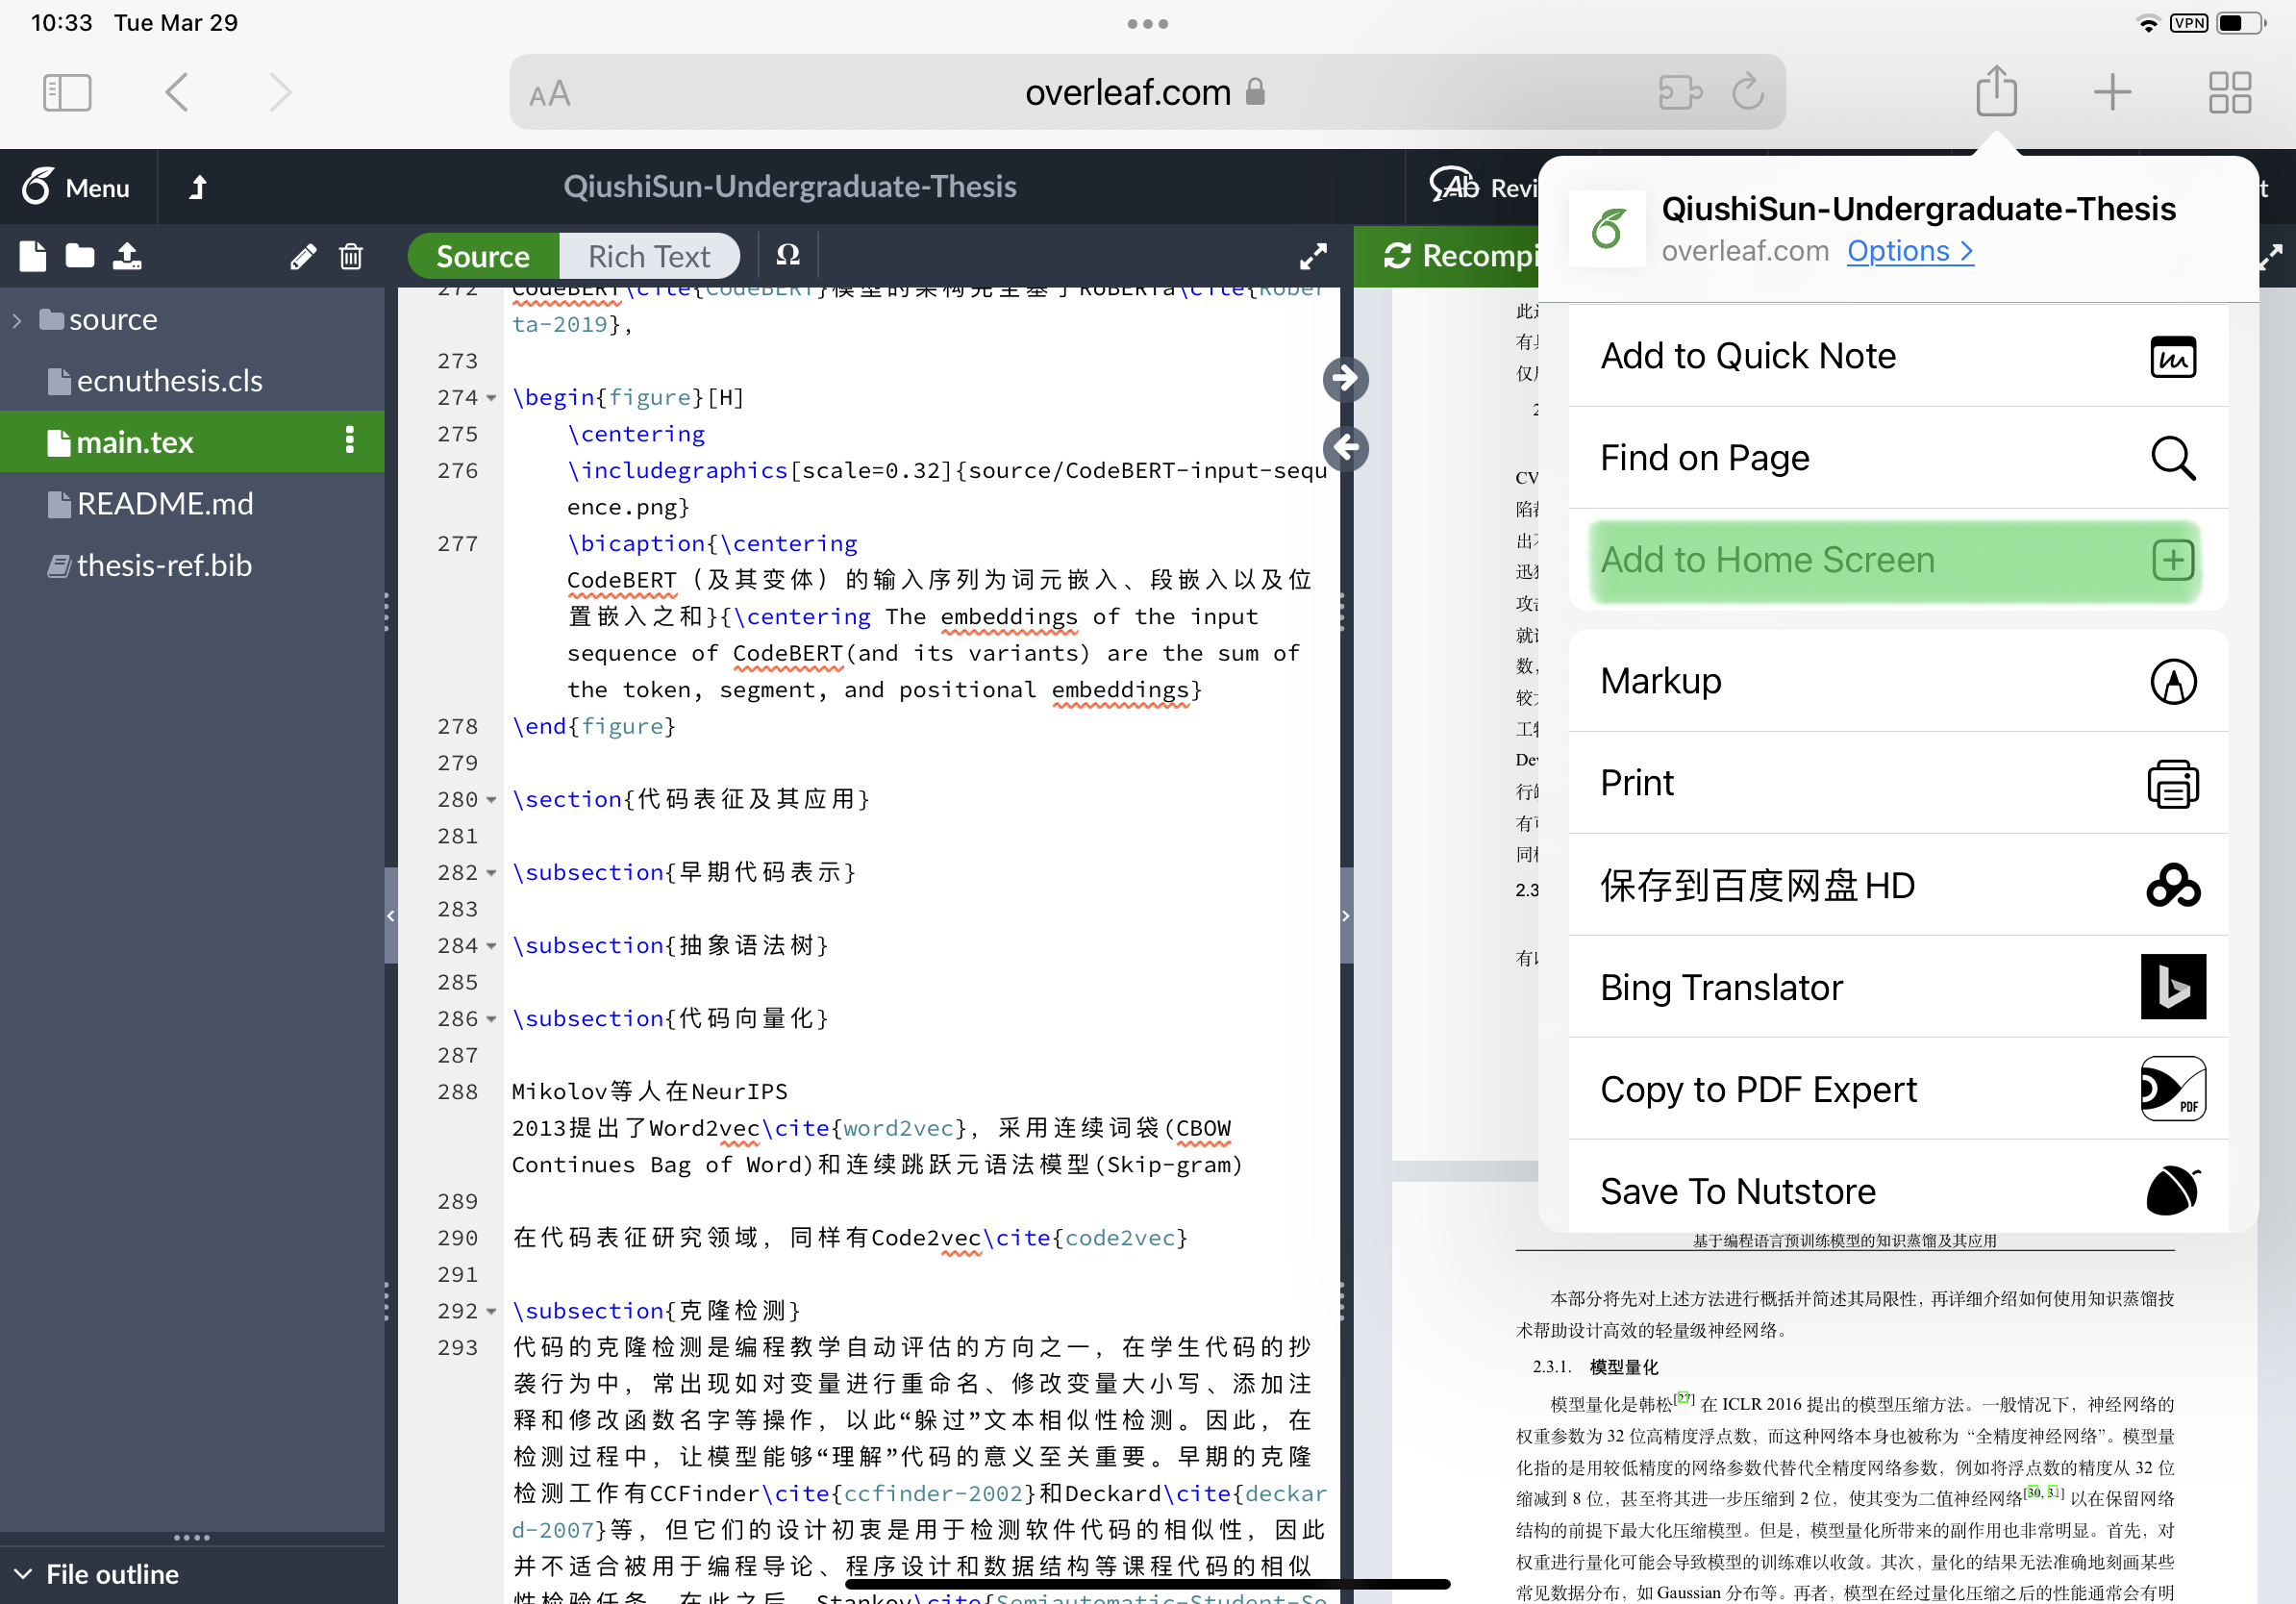 10:33 Tue Mar 29
VPN
AA
overleaf.com
Menu
QiushiSun-Undergraduate-Thesis
Ab Revi
t
Source
Rich Text
Ω
Recompi
source
ecnuthesis.cls
main.tex
README.md
thesis-ref.bib
File outline
272 CodeBERT\cite{CodeBERT}模型的架构完全基于RoBERTa\cite{Rober
ta-2019},
273
274 \begin{figure}[H]
275 \centering
276 \includegraphics[scale=0.32]{source/CodeBERT-input-sequ
ence.png}
277 \bicaption{\centering
CodeBERT（及其变体）的输入序列为词元嵌入、段嵌入以及位
置嵌入之和}{\centering The embeddings of the input
sequence of CodeBERT(and its variants) are the sum of
the token, segment, and positional embeddings}
278 \end{figure}
279
280 \section{代码表征及其应用}
281
282 \subsection{早期代码表示}
283
284 \subsection{抽象语法树}
285
286 \subsection{代码向量化}
287
288 Mikolov等人在NeurIPS
2013提出了Word2vec\cite{word2vec}, 采用连续词袋(CBOW
Continues Bag of Word)和连续跳跃元语法模型(Skip-gram)
289
290 在代码表征研究领域, 同样有Code2vec\cite{code2vec}
291
292 \subsection{克隆检测}
293 代码的克隆检测是编程教学自动评估的方向之一, 在学生代码的抄
袭行为中, 常出现如对变量进行重命名、修改变量大小写、添加注
释和修改函数名字等操作, 以此“躲过”文本相似性检测。因此, 在
检测过程中, 让模型能够“理解”代码的意义至关重要。早期的克隆
检测工作有CCFinder\cite{ccfinder-2002}和Deckard\cite{deckar
d-2007}等, 但它们的设计初衷是用于检测软件代码的相似性, 因此
并不适合被用于编程导论、程序设计和数据结构等课程代码的相似
性检验任务。在此之后, Stankov\cite{Semiautomatic-Student-So
QiushiSun-Undergraduate-Thesis
overleaf.com Options >
Add to Quick Note
Find on Page
Add to Home Screen
Markup
Print
保存到百度网盘HD
Bing Translator
Copy to PDF Expert
PDF
Save To Nutstore
有
仅
2
CV
陷
出
迅
攻
就
数,
较
工
De
行
有
同
2.3
有
基于编程语言预训练模型的知识蒸馏及其应用
本部分将先对上述方法进行概括并简述其局限性, 再详细介绍如何使用知识蒸馏技
术帮助设计高效的轻量级神经网络。
2.3.1. 模型量化
模型量化是韩松[27] 在 ICLR 2016 提出的模型压缩方法。一般情况下, 神经网络的
权重参数为 32 位高精度浮点数, 而这种网络本身也被称为 “全精度神经网络”。模型量
化指的是用较低精度的网络参数代替代全精度网络参数, 例如将浮点数的精度从 32 位
缩减到 8 位, 甚至将其进一步压缩到 2 位, 使其变为二值神经网络 以在保留网络
结构的前提下最大化压缩模型。但是, 模型量化所带来的副作用也非常明显。首先, 对
权重进行量化可能会导致模型的训练难以收敛。其次, 量化的结果无法准确地刻画某些
常见数据分布, 如 Gaussian 分布等。再者, 模型在经过量化压缩之后的性能通常会有明